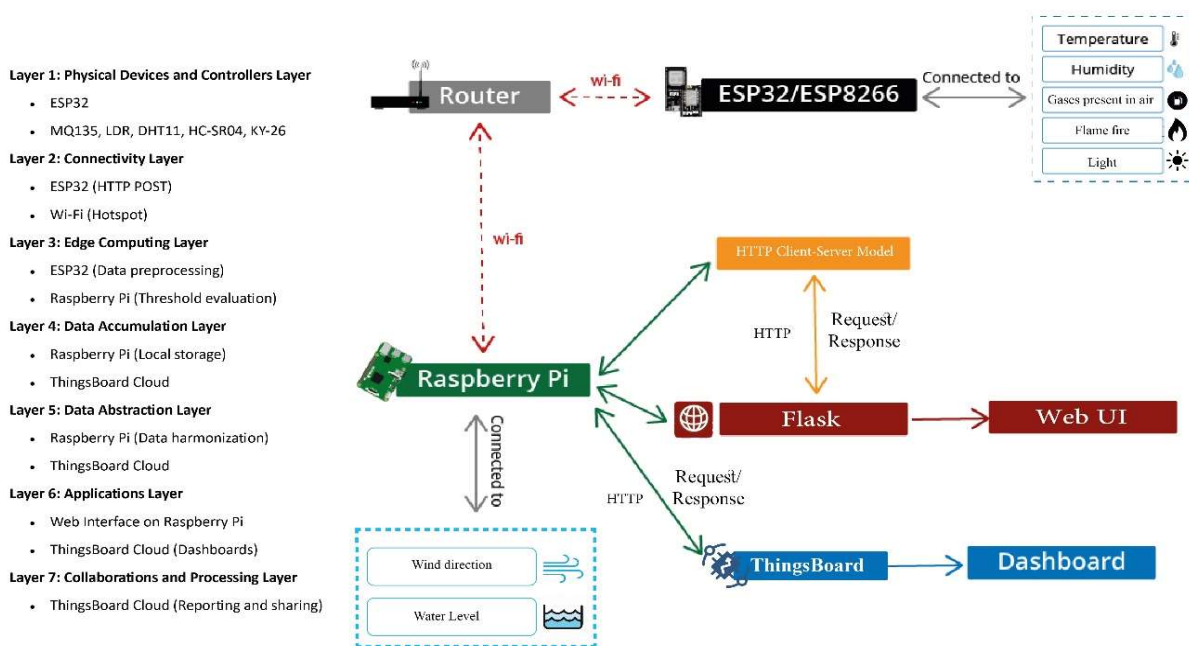 Layer 1: Physical Devices and Controllers Layer
• ESP32
• MQ135, LDR, DHT11, HC-SR04, KY-26
Layer 2: Connectivity Layer
• ESP32 (HTTP POST)
• Wi-Fi (Hotspot)
Layer 3: Edge Computing Layer
• ESP32 (Data preprocessing)
• Raspberry Pi (Threshold evaluation)
Layer 4: Data Accumulation Layer
• Raspberry Pi (Local storage)
• ThingsBoard Cloud
Layer 5: Data Abstraction Layer
• Raspberry Pi (Data harmonization)
• ThingsBoard Cloud
Layer 6: Applications Layer
• Web Interface on Raspberry Pi
• ThingsBoard Cloud (Dashboards)
Layer 7: Collaborations and Processing Layer
• ThingsBoard Cloud (Reporting and sharing)
Router
wi-fi
ESP32/ESP8266
Connected to
Temperature
Humidity
Gases present in air
Flame fire
Light
wi-fi
HTTP Client-Server Model
HTTP
Request/
Response
Raspberry Pi
Flask
Web UI
Connected to
HTTP
Request/
Response
ThingsBoard
Dashboard
Wind direction
Water Level